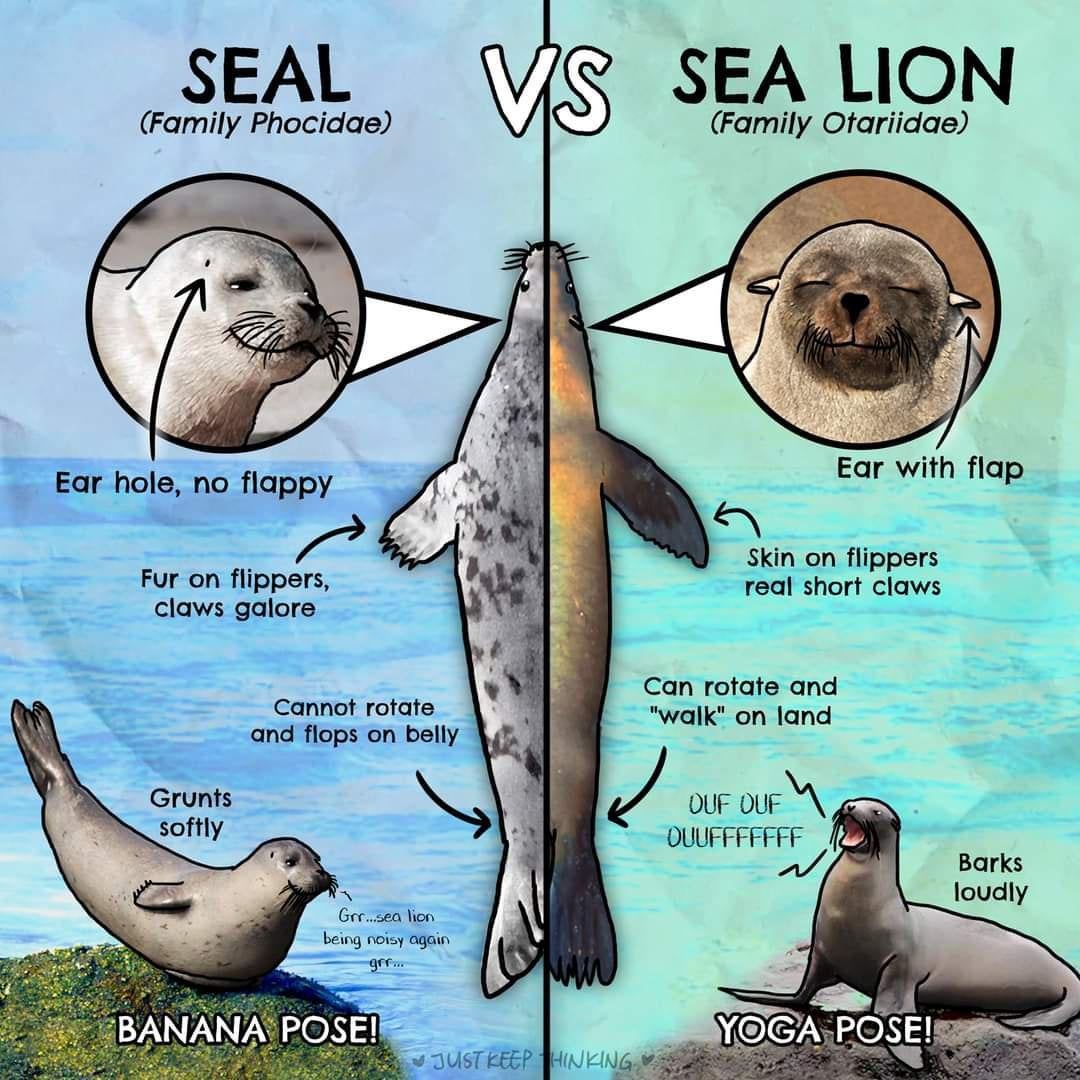 SEAL
(Family Phocidae)
VS
SEA LION
(Family Otariidae)
Ear hole, no flappy
Ear with flap
Fur on flippers,
claws galore
Skin on flippers
real short claws
Cannot rotate
and flops on belly
Can rotate and
"walk" on land
Grunts
softly
Grr...sea lion
being noisy again
grr...
OUF OUF
OUUFFFFFFF
Barks
loudly
BANANA POSE!
YOGA POSE!
JUST KEEP THINKING